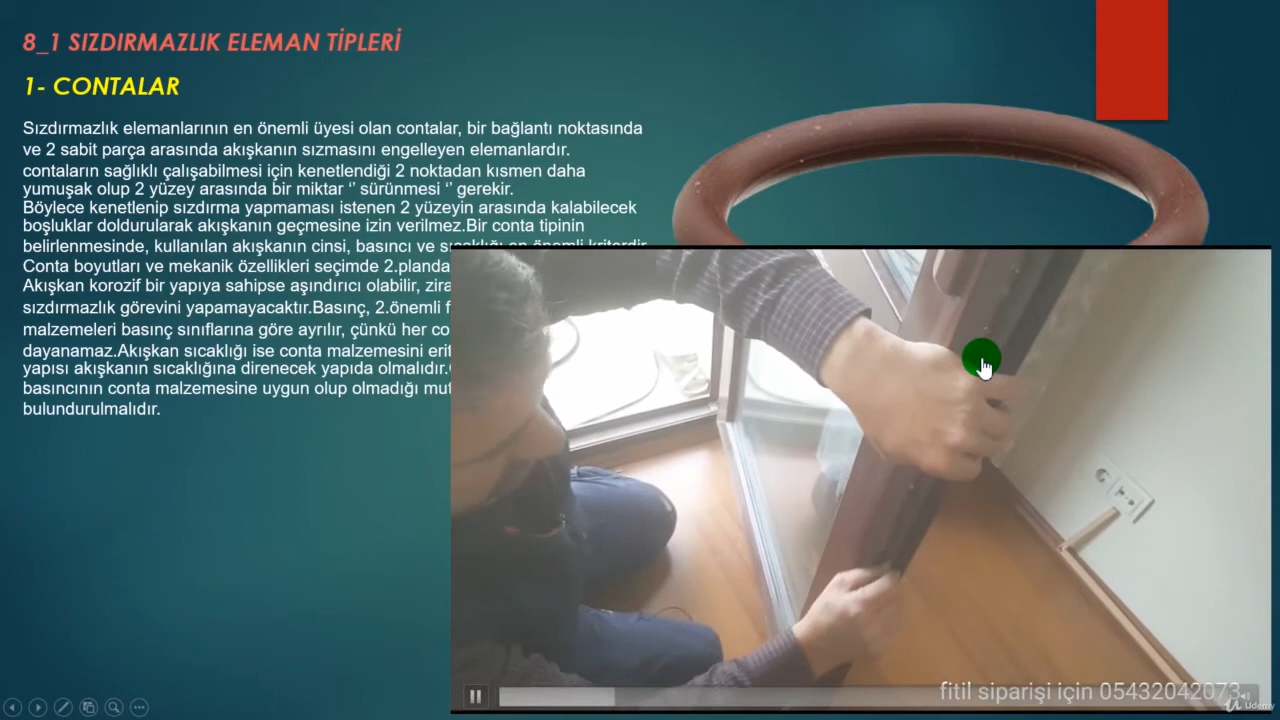 8_1 SIZDIRMAZLIK ELEMAN TİPLERİ
1- CONTALAR
Sızdırmazlık elemanlarının en önemli üyesi olan contalar, bir bağlantı noktasında
ve 2 sabit parça arasında akışkanın sızmasını engelleyen elemanlardır.
contaların sağlıklı çalışabilmesi için kenetlendiği 2 noktadan kısmen daha
yumuşak olup 2 yüzey arasında bir miktar ‘’ sürünmesi ‘’ gerekir.
Böylece kenetlenip sızdırma yapmaması istenen 2 yüzeyin arasında kalabilecek
boşluklar doldurularak akışkanın geçmesine izin verilmez.Bir conta tipinin
belirlenmesinde, kullanılan akışkanın cinsi, basıncı ve sıcaklığı en önemli kriterdir.
Conta boyutları ve mekanik özellikleri seçimde 2.planda
Akışkan korozif bir yapıya sahipse aşındırıcı olabilir, zira
sızdırmazlık görevini yapamayacaktır.Basınç, 2.önemli
malzemeleri basınç sınıflarına göre ayrılır, çünkü her
dayanamaz.Akışkan sıcaklığı ise conta malzemesini
yapısı akışkanın sıcaklığına direnecek yapıda olmalıdır.
basıncının conta malzemesine uygun olup olmadığı
bulundurulmalıdır.
fitil siparişi için 05432042073
Udemy